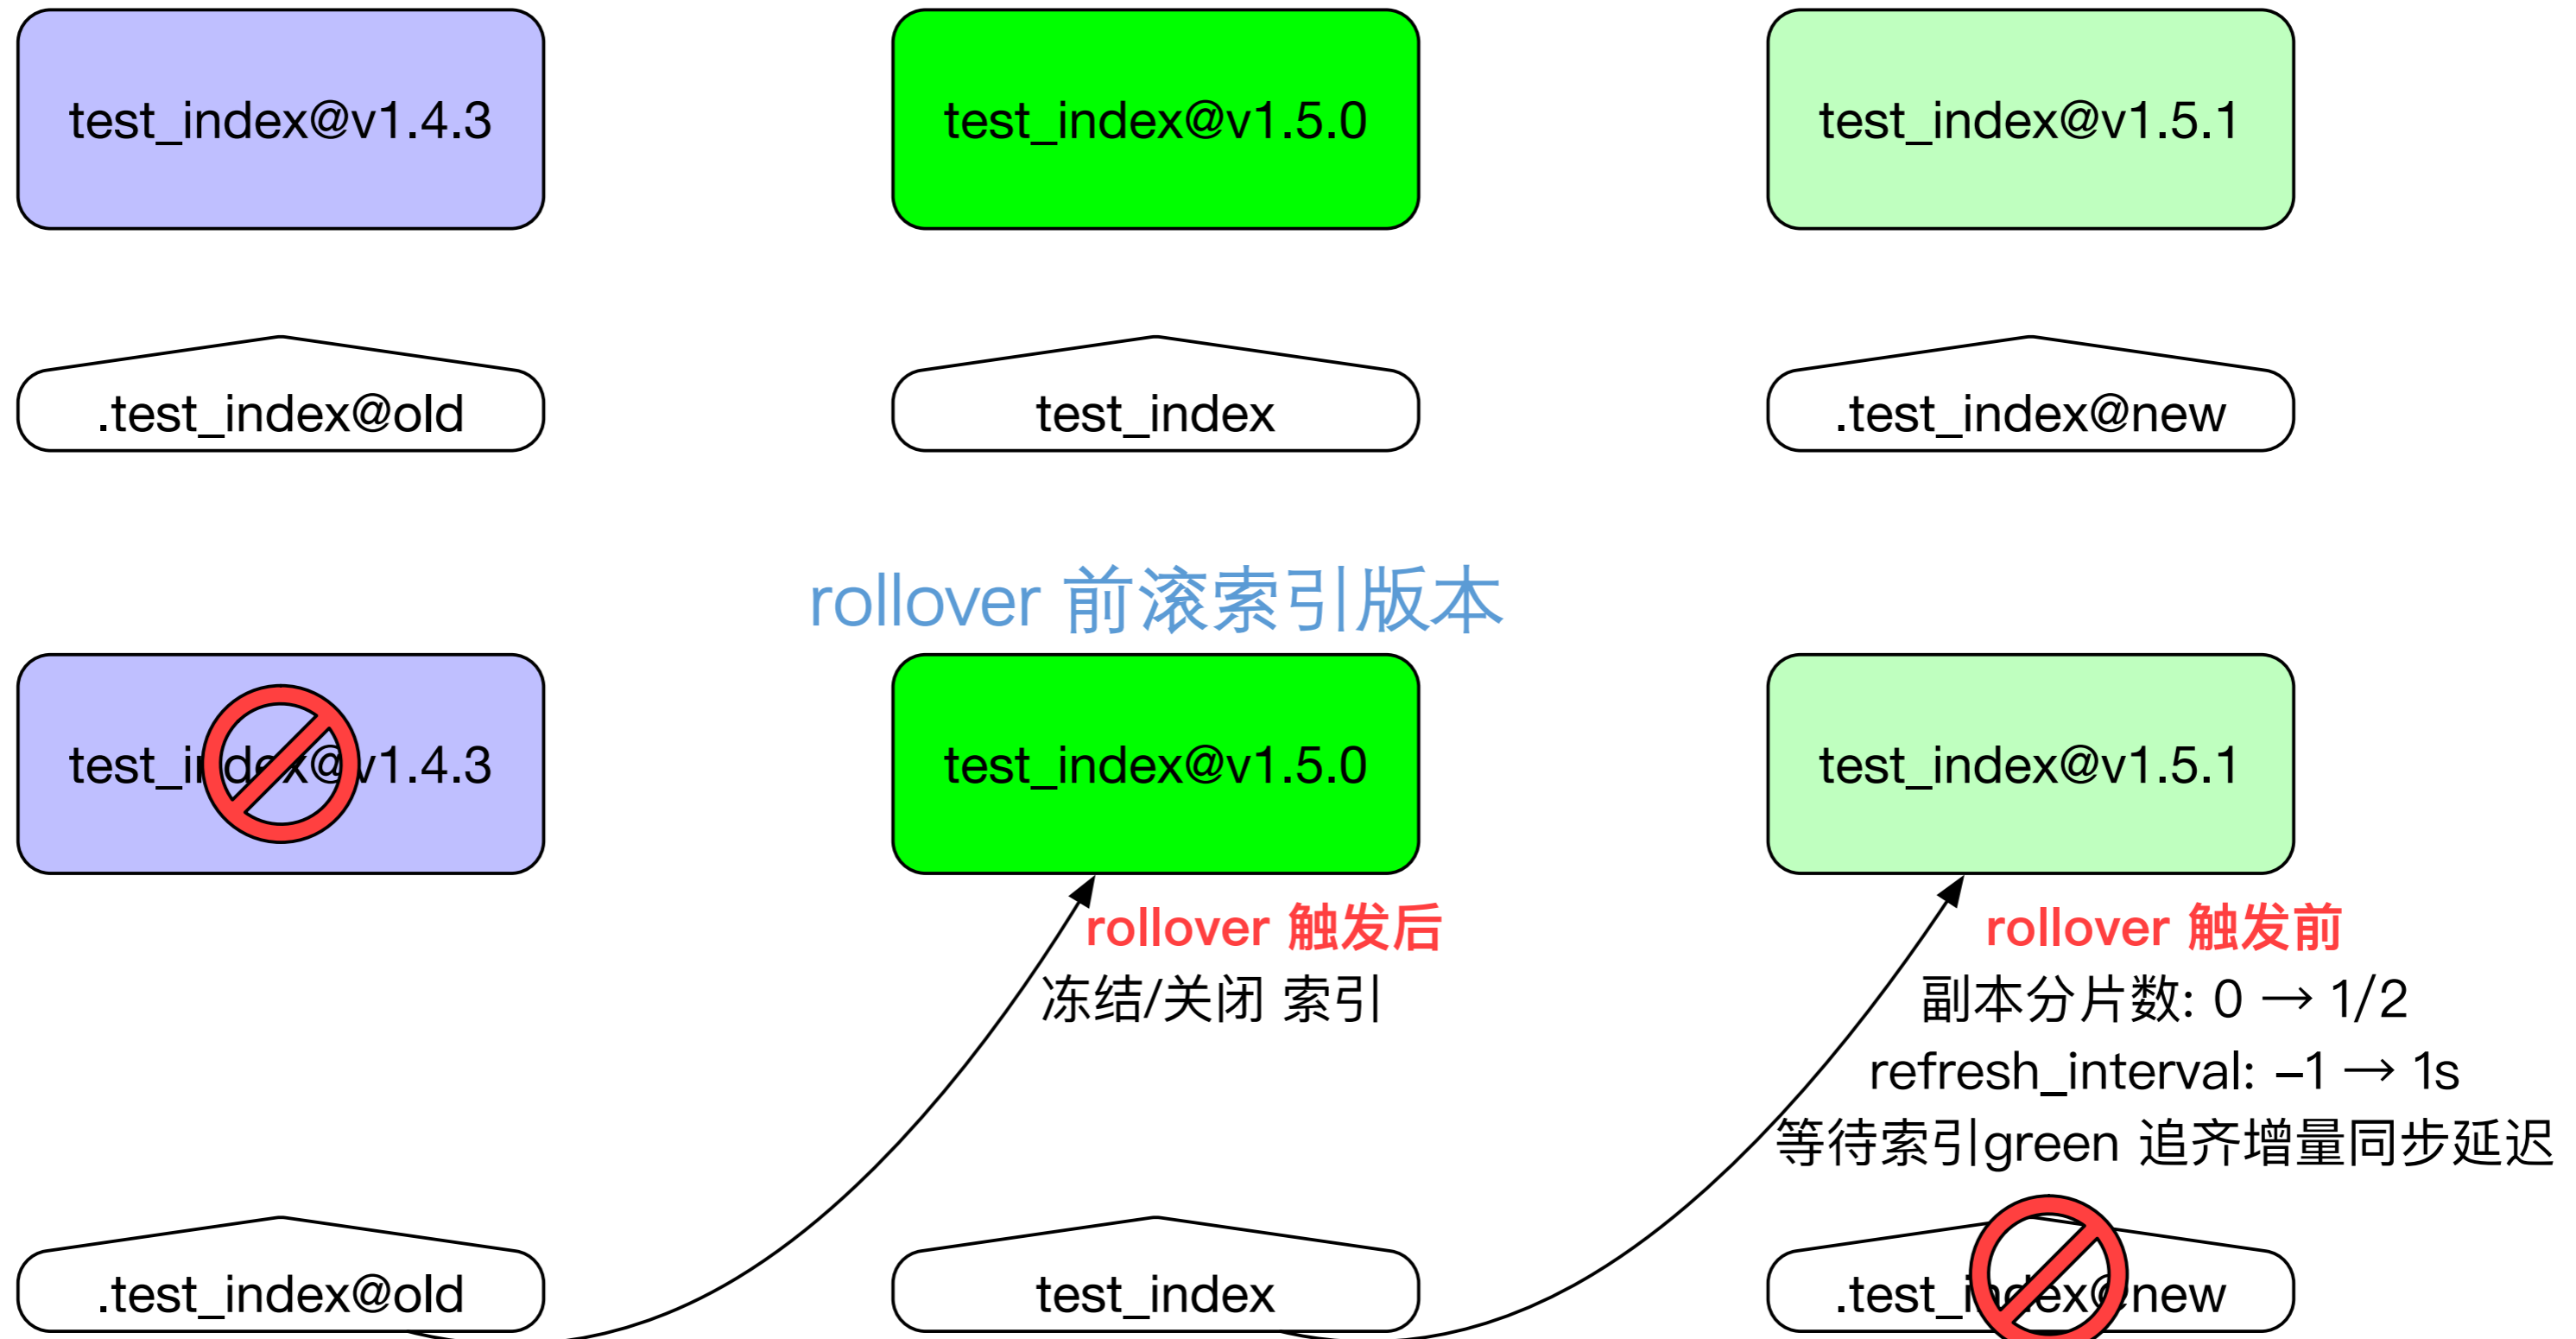 test_index@v1.4.3
test_index@v1.5.0
test_index@v1.5.1
.test_index@old
test_index
.test_index@new
rollover 前滚索引版本
test_index@v1.4.3
test_index@v1.5.0
test_index@v1.5.1
rollover 触发后
冻结/关闭 索引
rollover 触发前
副本分片数: 0 → 1/2
refresh_interval: –1 → 1s
等待索引green 追齐增量同步延迟
.test_index@old
test_index
.test_index@new